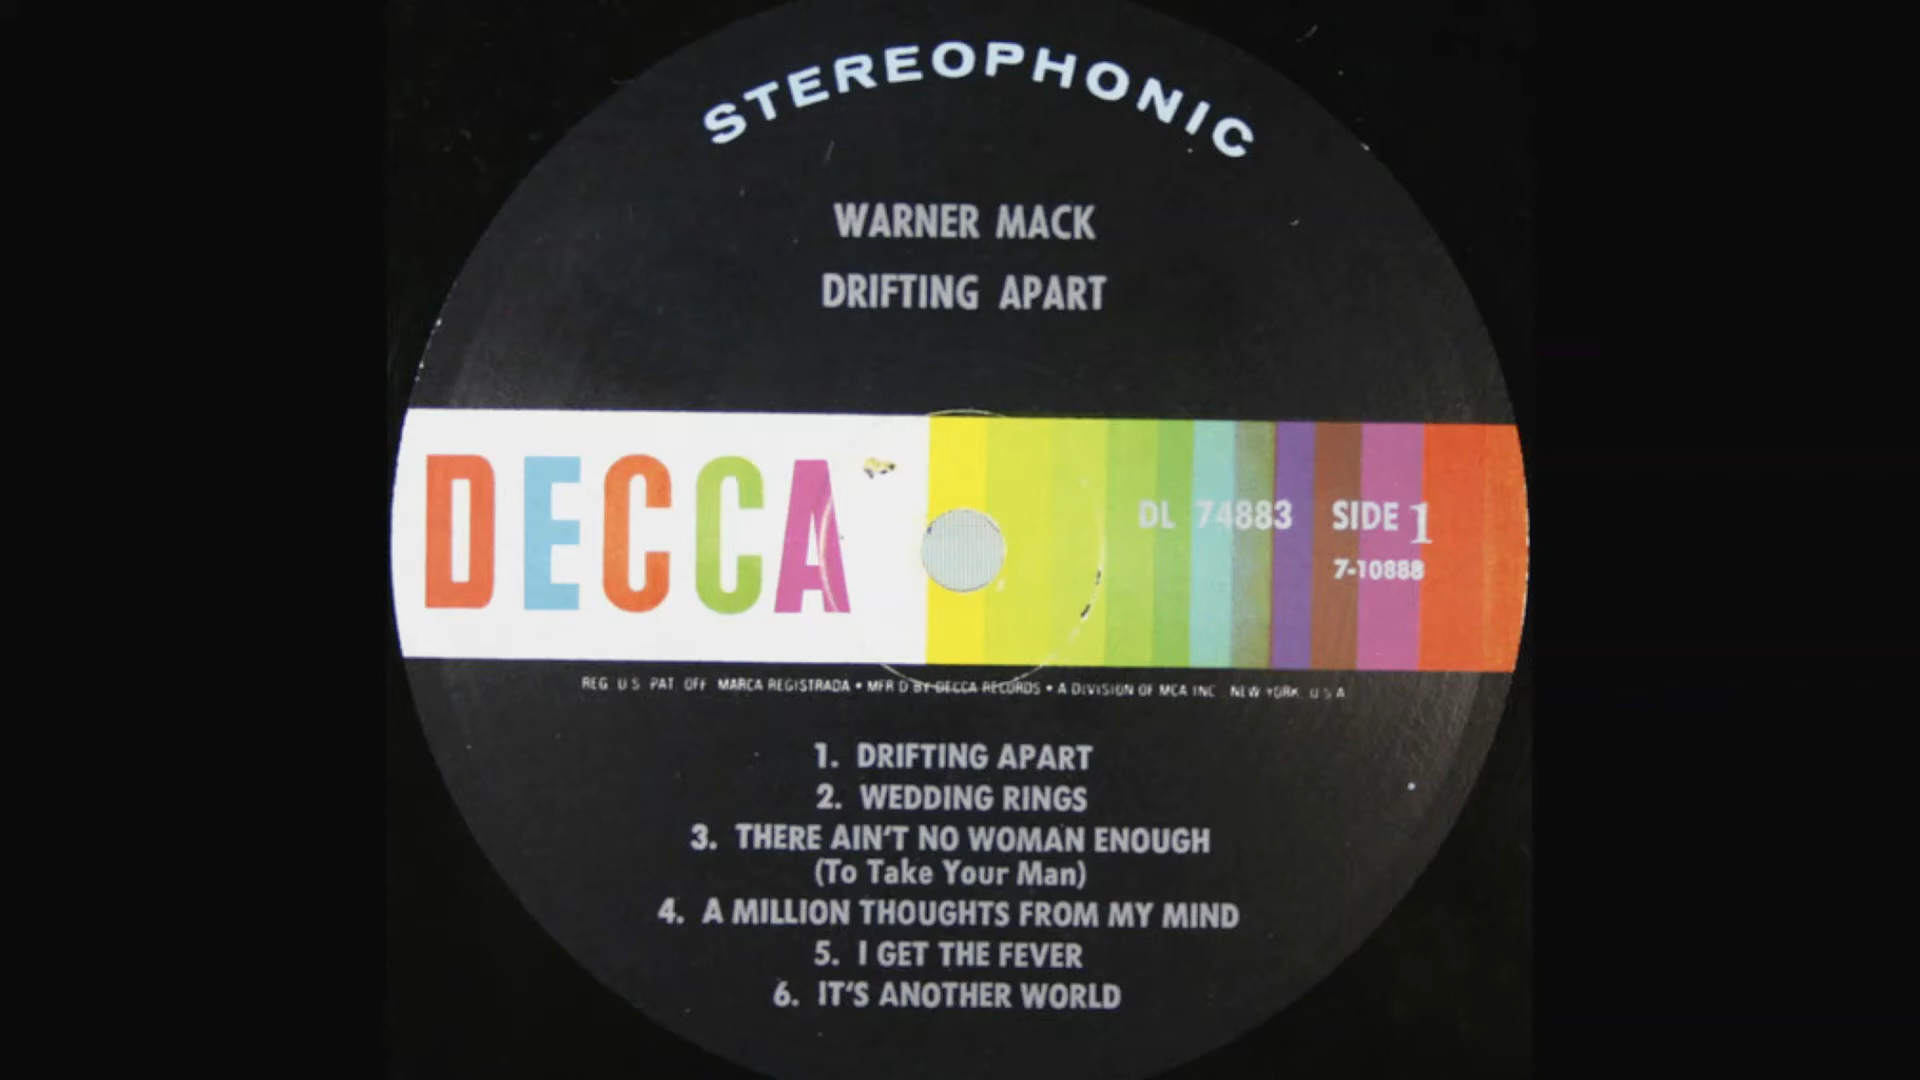 STEREOPHONIC
WARNER MACK
DRIFTING APART
DECCA
DL 74883 SIDE 1
7-10888
REG. U.S. PAT. OFF. MARCA REGISTRADA • MFR'D BY DECCA RECORDS • A DIVISION OF MCA INC. NEW YORK, U.S.A.
1. DRIFTING APART
2. WEDDING RINGS
3. THERE AIN'T NO WOMAN ENOUGH
(To Take Your Man)
4. A MILLION THOUGHTS FROM MY MIND
5. I GET THE FEVER
6. IT'S ANOTHER WORLD